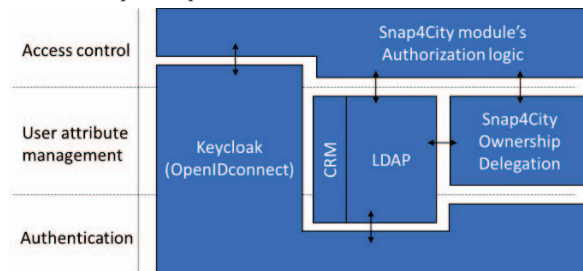 Access control
Snap4City module's
Authorization logic
User attribute
management
Keycloak
(OpenIDconnect)
CRM
LDAP
Snap4City
Ownership
Delegation
Authentication